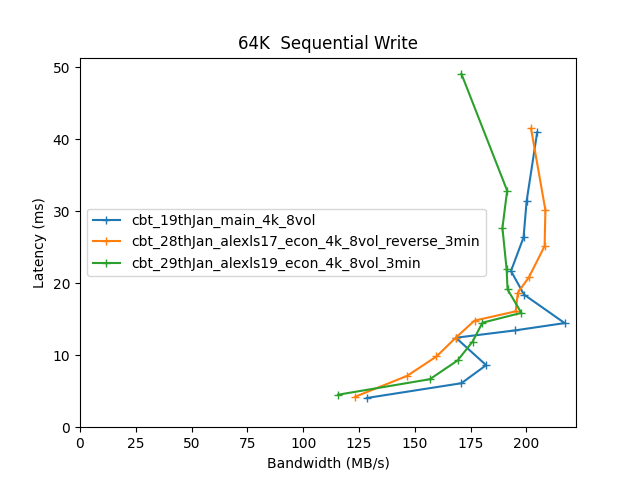 64K  Sequential Write
Latency (ms)
50
40
30
20
10
0
cbt_19thJan_main_4k_8vol
cbt_28thJan_alexls17_econ_4k_8vol_reverse_3min
cbt_29thJan_alexls19_econ_4k_8vol_3min
0 25 50 75 100 125 150 175 200
Bandwidth (MB/s)